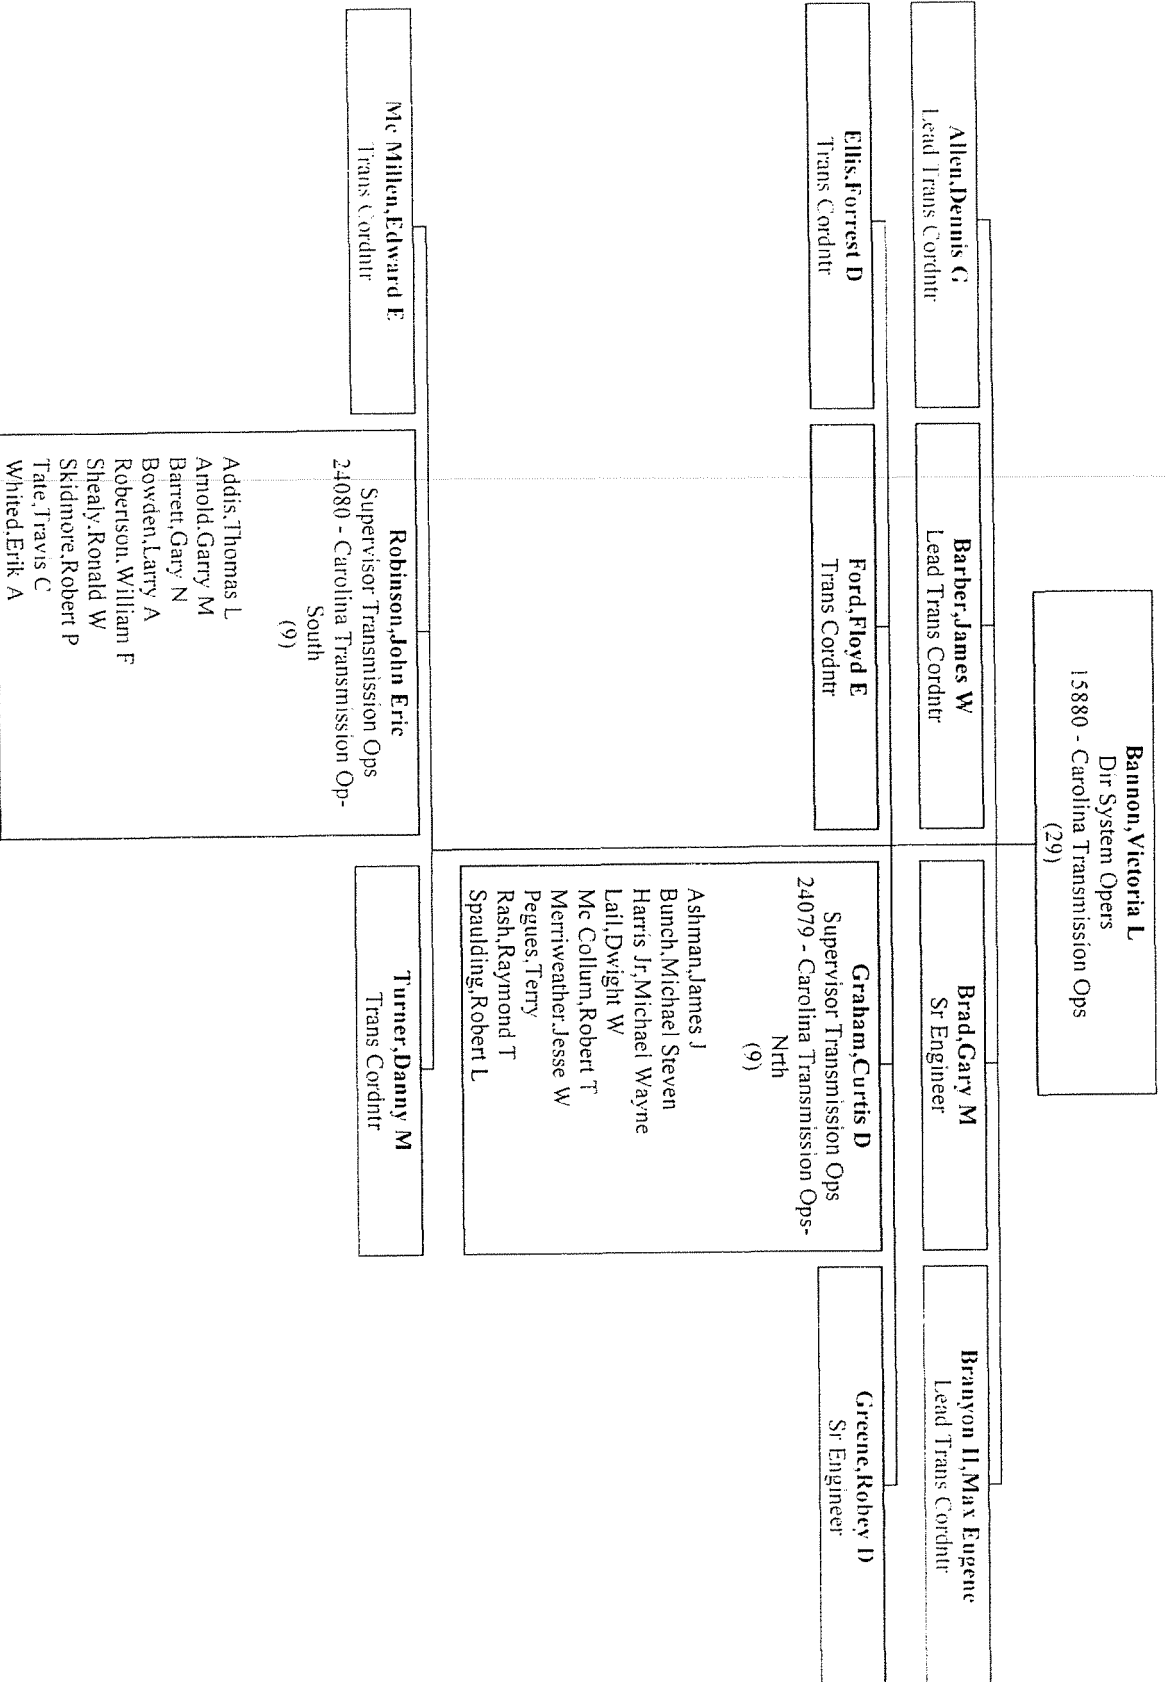 Bannon,Victoria L
Dir System Opers
15880 - Carolina Transmission Ops
(29)
Allen,Dennis G
Lead Trans Cordntr
Barber,James W
Lead Trans Cordntr
Brad,Gary M
Sr Engineer
Branyon II,Max Eugene
Lead Trans Cordntr
Ellis,Forrest D
Trans Cordntr
Ford,Floyd E
Trans Cordntr
Graham,Curtis D
Supervisor Transmission Ops
24079 - Carolina Transmission Ops-
Nrth
(9)
Ashman,James J
Bunch,Michael Steven
Harris Jr,Michael Wayne
Lail,Dwight W
Mc Collum,Robert T
Merriweather,Jesse W
Pegues,Terry
Rash,Raymond T
Spaulding,Robert L
Greene,Robey D
Sr Engineer
Mc Millen,Edward E
Trans Cordntr
Robinson,John Eric
Supervisor Transmission Ops
24080 - Carolina Transmission Op-
South
(9)
Addis,Thomas L
Arnold,Garry M
Barrett,Gary N
Bowden,Larry A
Robertson,William F
Shealy,Ronald W
Skidmore,Robert P
Tate,Travis C
Whited,Erik A
Turner,Danny M
Trans Cordntr